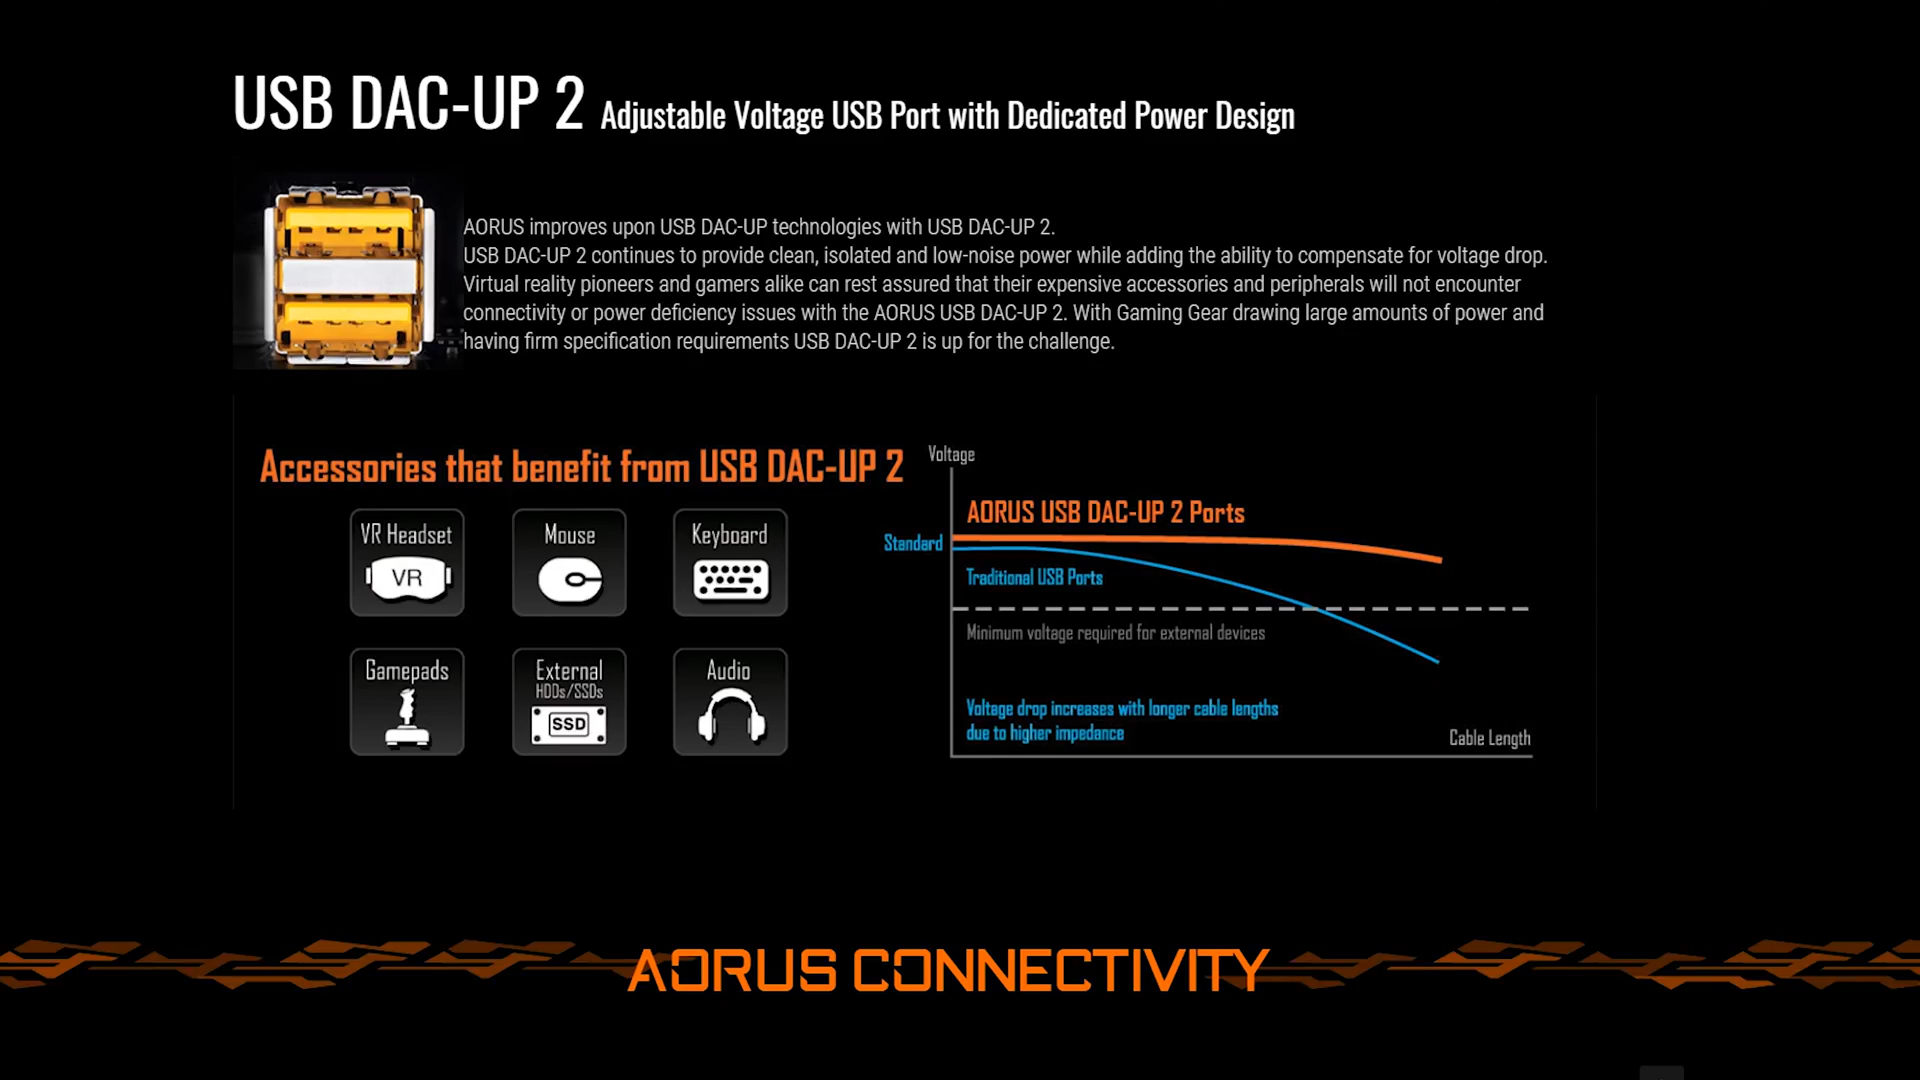 USB DAC-UP 2 Adjustable Voltage USB Port with Dedicated Power Design
AORUS improves upon USB DAC-UP technologies with USB DAC-UP 2.
USB DAC-UP 2 continues to provide clean, isolated and low-noise power while adding the ability to compensate for voltage drop.
Virtual reality pioneers and gamers alike can rest assured that their expensive accessories and peripherals will not encounter
connectivity or power deficiency issues with the AORUS USB DAC-UP 2. With Gaming Gear drawing large amounts of power and
having firm specification requirements USB DAC-UP 2 is up for the challenge.
Accessories that benefit from USB DAC-UP 2
VR Headset
VR
Mouse
Keyboard
Gamepads
External
HDDs/SSDs
SSD
Audio
Voltage
AORUS USB DAC-UP 2 Ports
Standard
Traditional USB Ports
Minimum voltage required for external devices
Voltage drop increases with longer cable lengths
due to higher impedance
Cable Length
AORUS CONNECTIVITY